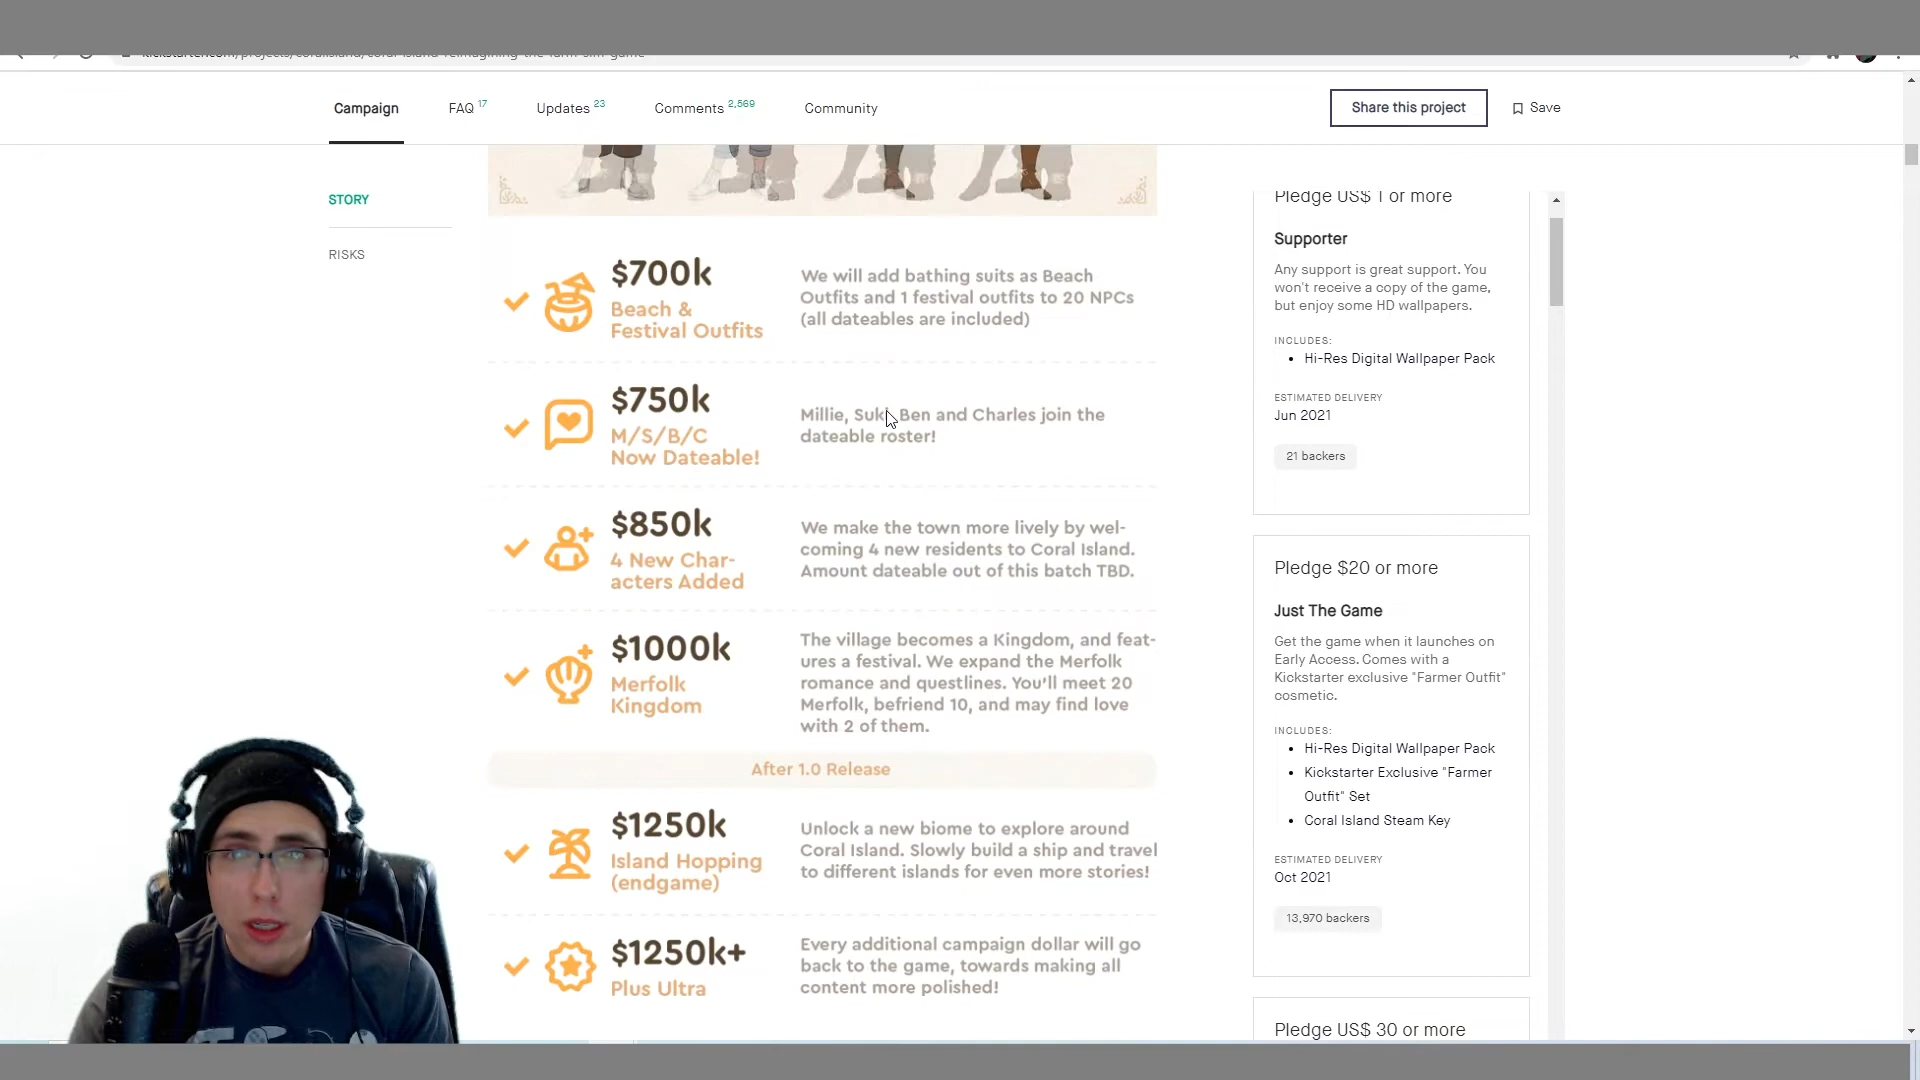 kickstarter.com/projects/coralisland/coral-island-reimagining-the-farm-sim-game
Campaign
FAQ 17
Updates 23
Comments 2,569
Community
Share this project
Save
STORY
RISKS
$700k
Beach &
Festival Outfits
We will add bathing suits as Beach
Outfits and 1 festival outfits to 20 NPCs
(all dateables are included)
$750k
M/S/B/C
Now Dateable!
Millie, Suki, Ben and Charles join the
dateable roster!
$850k
4 New Char-
acters Added
We make the town more lively by wel-
coming 4 new residents to Coral Island.
Amount dateable out of this batch TBD.
$1000k
Merfolk
Kingdom
The village becomes a Kingdom, and feat-
ures a festival. We expand the Merfolk
romance and questlines. You'll meet 20
Merfolk, befriend 10, and may find love
with 2 of them.
After 1.0 Release
$1250k
Island Hopping
(endgame)
Unlock a new biome to explore around
Coral Island. Slowly build a ship and travel
to different islands for even more stories!
$1250k+
Plus Ultra
Every additional campaign dollar will go
back to the game, towards making all
content more polished!
Pledge US$ 1 or more
Supporter
Any support is great support. You
won't receive a copy of the game,
but enjoy some HD wallpapers.
INCLUDES:
• Hi-Res Digital Wallpaper Pack
ESTIMATED DELIVERY
Jun 2021
21 backers
Pledge $20 or more
Just The Game
Get the game when it launches on
Early Access. Comes with a
Kickstarter exclusive "Farmer Outfit"
cosmetic.
INCLUDES:
• Hi-Res Digital Wallpaper Pack
• Kickstarter Exclusive "Farmer
Outfit" Set
• Coral Island Steam Key
ESTIMATED DELIVERY
Oct 2021
13,970 backers
Pledge US$ 30 or more